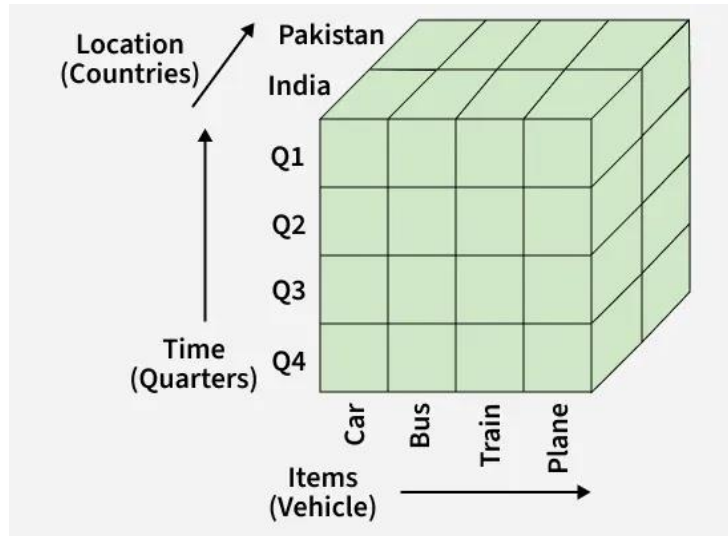 Location
(Countries)
Pakistan
India
Q1
Q2
Q3
Q4
Time
(Quarters)
Car
Bus
Train
Plane
Items
(Vehicle)